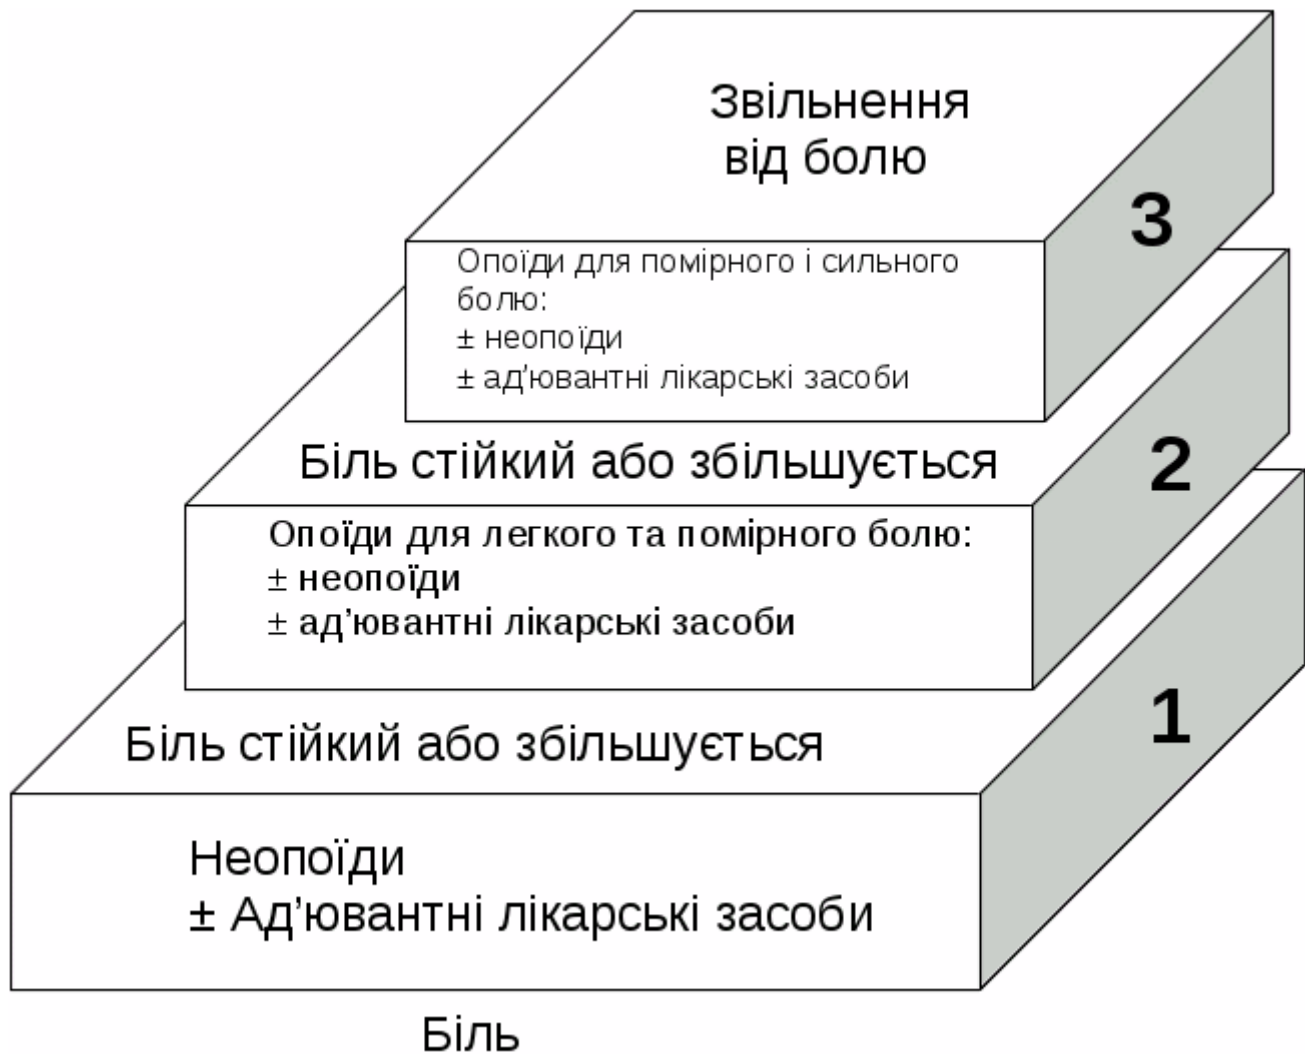 Звільнення
від болю
3
Опоїди для помірного і сильного
болю:
± неопоїди
± ад'ювантні лікарські засоби
Біль стійкий або збільшується
2
Опоїди для легкого та помірного болю:
± неопоїди
± ад’ювантні лікарські засоби
Біль стійкий або збільшується
1
Неопоїди
± Ад’ювантні лікарські засоби
Біль